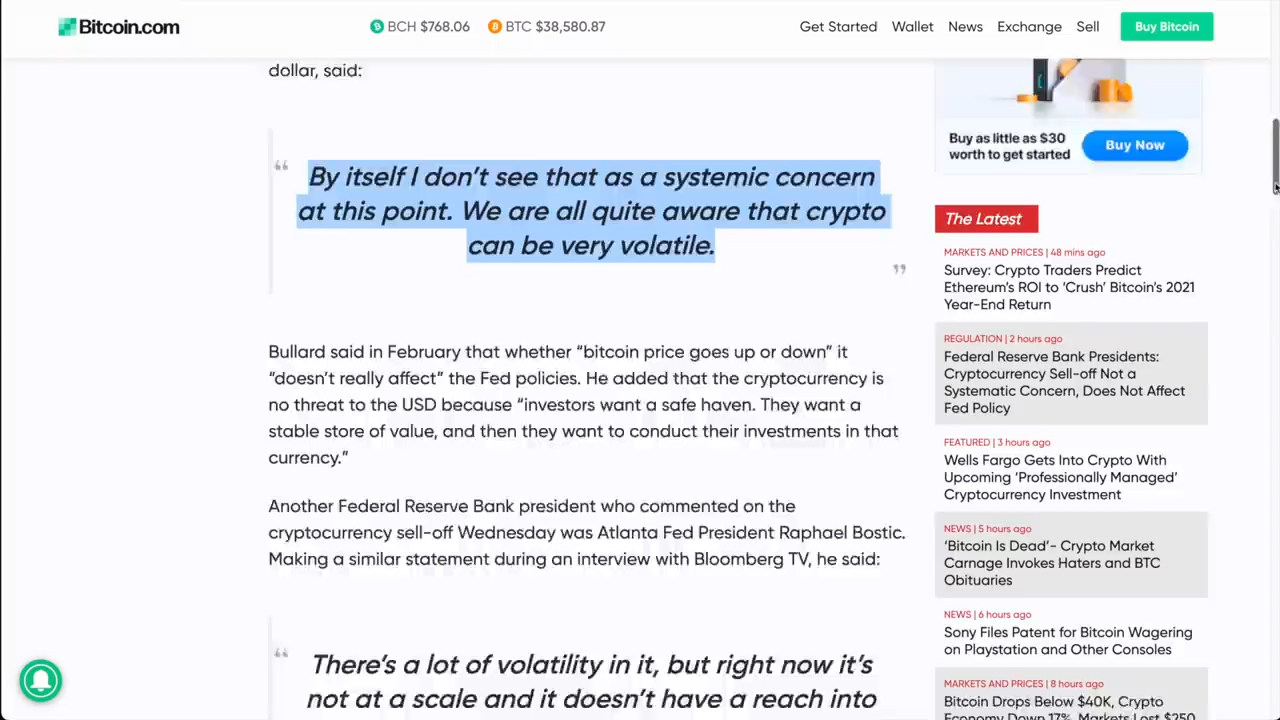 Bitcoin.com
BCH $768.06
BTC $38,580.87
Get Started
Wallet
News
Exchange
Sell
Buy Bitcoin
dollar, said:
“
By itself I don’t see that as a systemic concern
at this point. We are all quite aware that crypto
can be very volatile.
”
Bullard said in February that whether “bitcoin price goes up or down” it
“doesn’t really affect” the Fed policies. He added that the cryptocurrency is
no threat to the USD because “investors want a safe haven. They want a
stable store of value, and then they want to conduct their investments in that
currency.”
Another Federal Reserve Bank president who commented on the
cryptocurrency sell-off Wednesday was Atlanta Fed President Raphael Bostic.
Making a similar statement during an interview with Bloomberg TV, he said:
“
There’s a lot of volatility in it, but right now it’s
not at a scale and it doesn’t have a reach into
Buy as little as $30
worth to get started
Buy Now
The Latest
MARKETS AND PRICES | 48 mins ago
Survey: Crypto Traders Predict
Ethereum’s ROI to ‘Crush’ Bitcoin’s 2021
Year-End Return
REGULATION | 2 hours ago
Federal Reserve Bank Presidents:
Cryptocurrency Sell-off Not a
Systematic Concern, Does Not Affect
Fed Policy
FEATURED | 3 hours ago
Wells Fargo Gets Into Crypto With
Upcoming ‘Professionally Managed’
Cryptocurrency Investment
NEWS | 5 hours ago
‘Bitcoin Is Dead’- Crypto Market
Carnage Invokes Haters and BTC
Obituaries
NEWS | 6 hours ago
Sony Files Patent for Bitcoin Wagering
on Playstation and Other Consoles
MARKETS AND PRICES | 8 hours ago
Bitcoin Drops Below $40K, Crypto
Economy Down 17%, Markets Lost $250